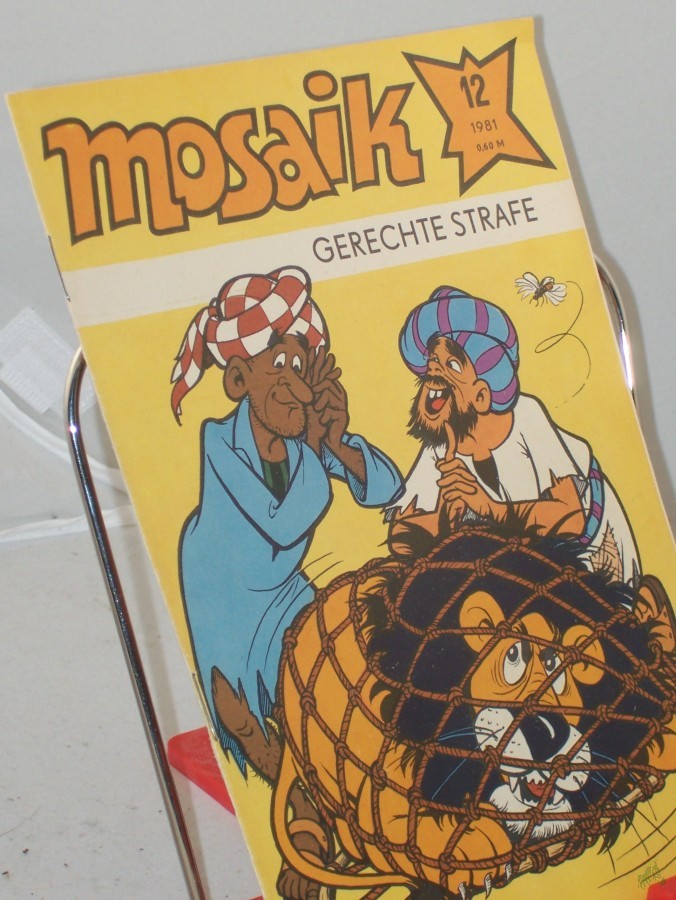 mosaik
12
1981
0,60 M
GERECHTE STRAFE